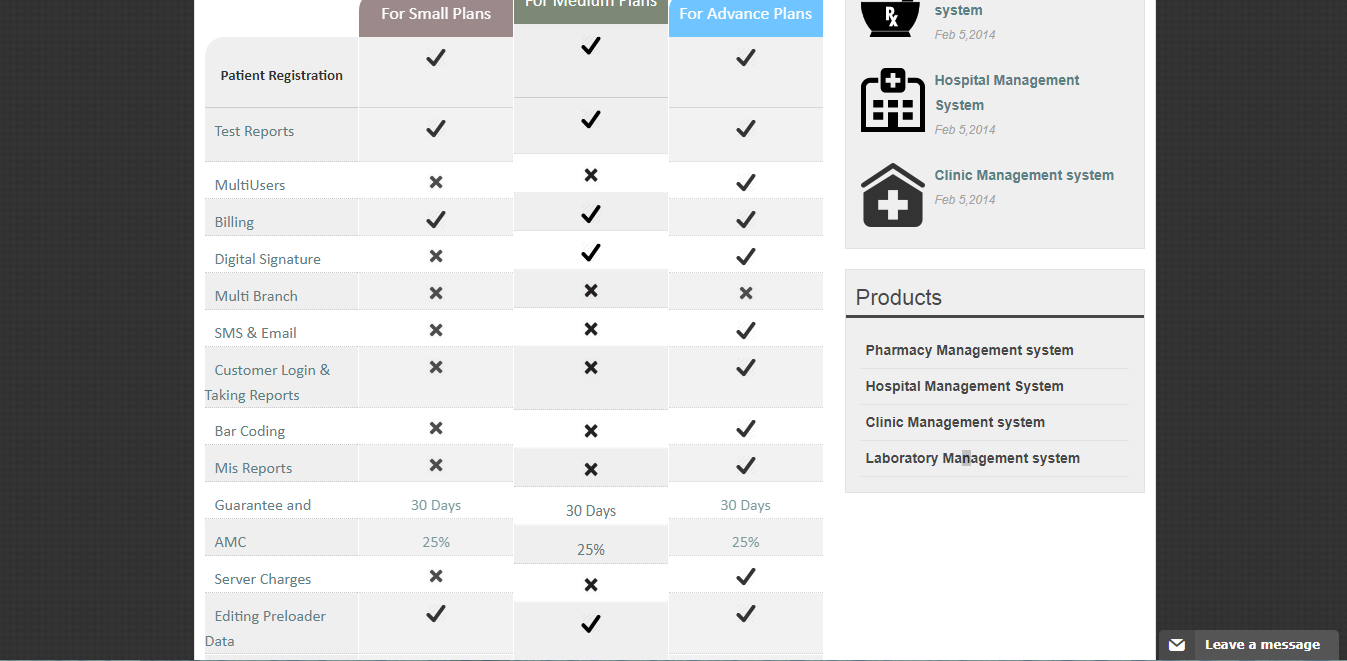 For Small Plans
For Medium Plans
For Advance Plans
Patient Registration
Test Reports
MultiUsers
Billing
Digital Signature
Multi Branch
SMS & Email
Customer Login &
Taking Reports
Bar Coding
Mis Reports
Guarantee and 30 Days 30 Days 30 Days
AMC 25% 25% 25%
Server Charges
Editing Preloader
Data
Rx
system
Feb 5,2014
Hospital Management
System
Feb 5,2014
Clinic Management system
Feb 5,2014
Products
Pharmacy Management system
Hospital Management System
Clinic Management system
Laboratory Management system
Leave a message